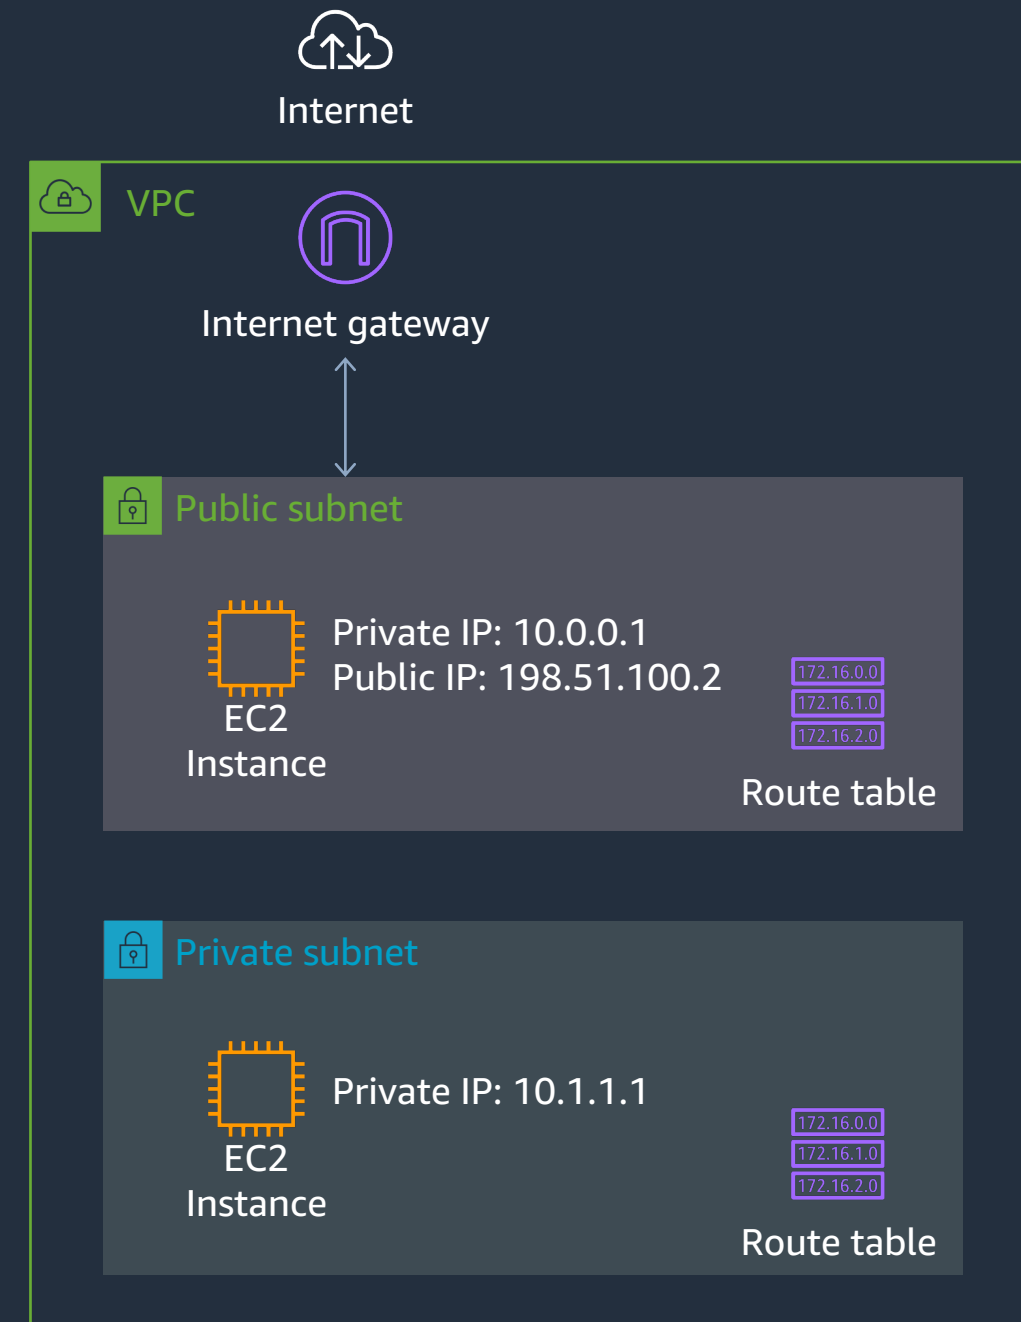 Internet
VPC
Internet gateway
Public subnet
Private IP: 10.0.0.1
Public IP: 198.51.100.2
EC2
Instance
172.16.0.0
172.16.1.0
172.16.2.0
Route table
Private subnet
Private IP: 10.1.1.1
EC2
Instance
172.16.0.0
172.16.1.0
172.16.2.0
Route table